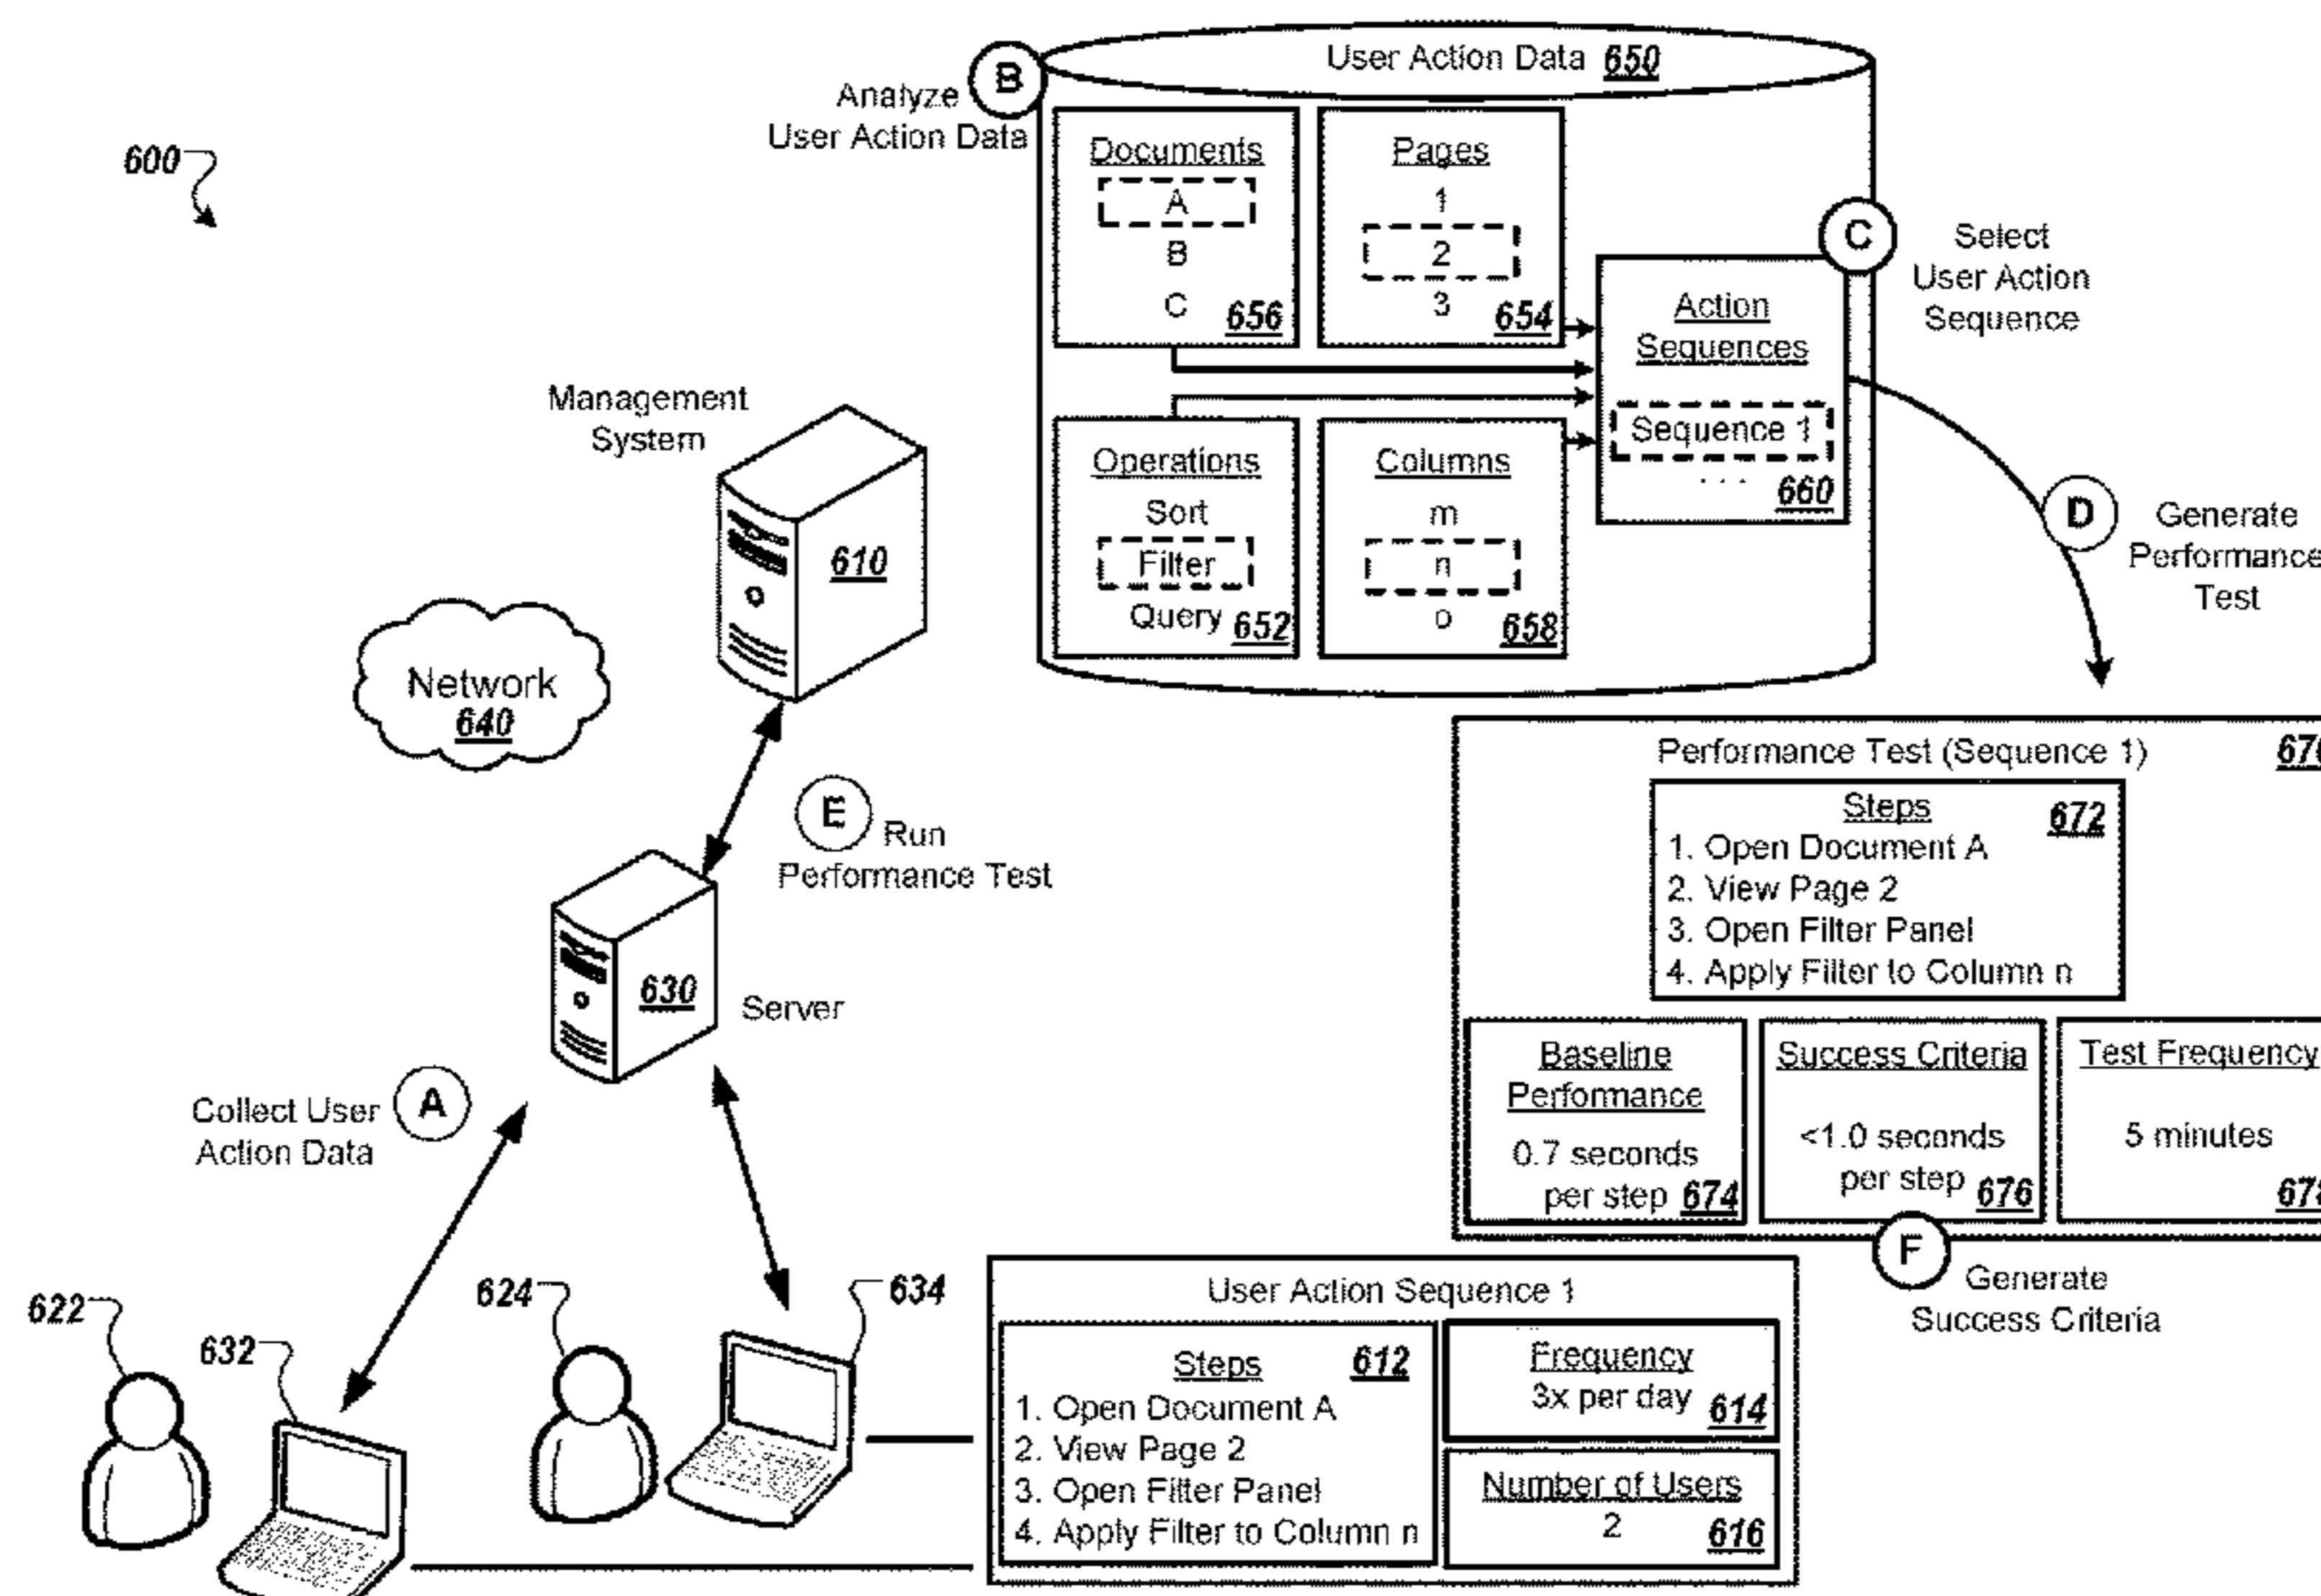 600
B
Analyze
User Action Data
User Action Data 650
Documents
A
B
C
656
Pages
1
2
3
654
Operations
Sort
Filter
Query
652
Columns
m
n
o
658
Action
Sequences
Sequence 1
. . .
660
C
Select
User Action
Sequence
D
Generate
Performance
Test
Management
System
610
Network
640
E
Run
Performance Test
630
Server
A
Collect User
Action Data
622
632
624
634
Performance Test (Sequence 1)
Steps
672
1. Open Document A
2. View Page 2
3. Open Filter Panel
4. Apply Filter to Column n
Baseline
Performance
0.7 seconds
per step
674
Success Criteria
<1.0 seconds
per step
676
Test Frequency
5 minutes
F
Generate
Success Criteria
User Action Sequence 1
Steps
612
1. Open Document A
2. View Page 2
3. Open Filter Panel
4. Apply Filter to Column n
Frequency
3x per day
614
Number of Users
2
616